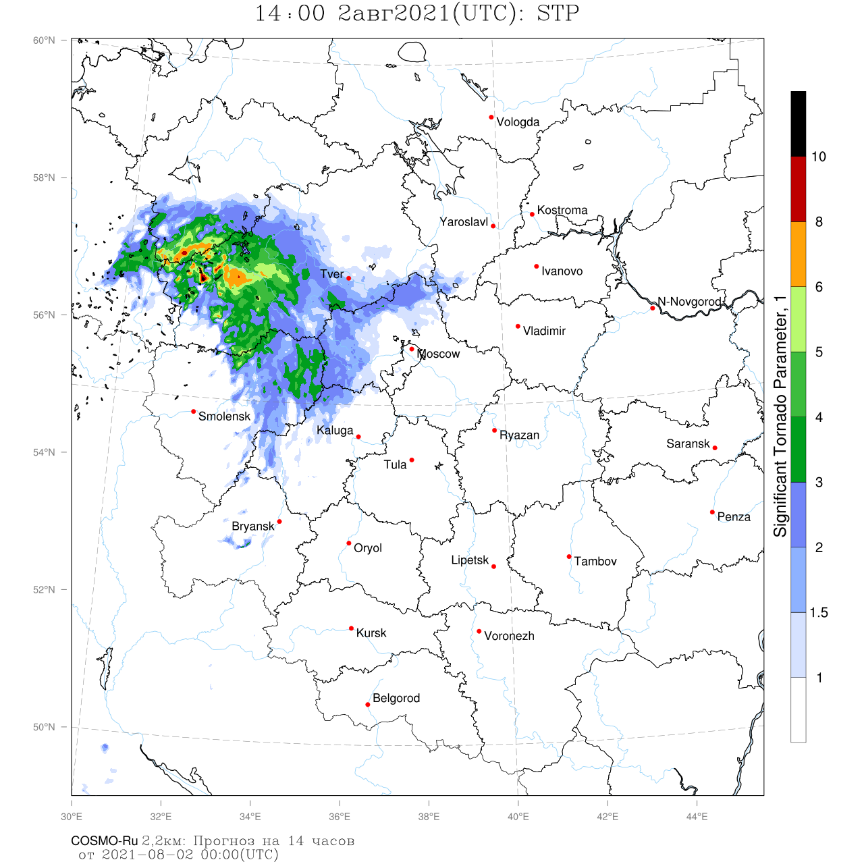 14:00 2авг2021(UTC): STP
60°N
58°N
56°N
54°N
52°N
50°N
30°E
32°E
34°E
36°E
38°E
40°E
42°E
44°E
Vologda
Kostroma
Yaroslavl
Ivanovo
Tver
N-Novgorod
Vladimir
Moscow
Smolensk
Kaluga
Ryazan
Saransk
Tula
Penza
Bryansk
Oryol
Lipetsk
Tambov
Kursk
Voronezh
Belgorod
Significant Tornado Parameter, 1
10
8
6
5
4
3
2
1.5
1
COSMO-Ru 2,2км: Прогноз на 14 часов
от 2021-08-02 00:00(UTC)